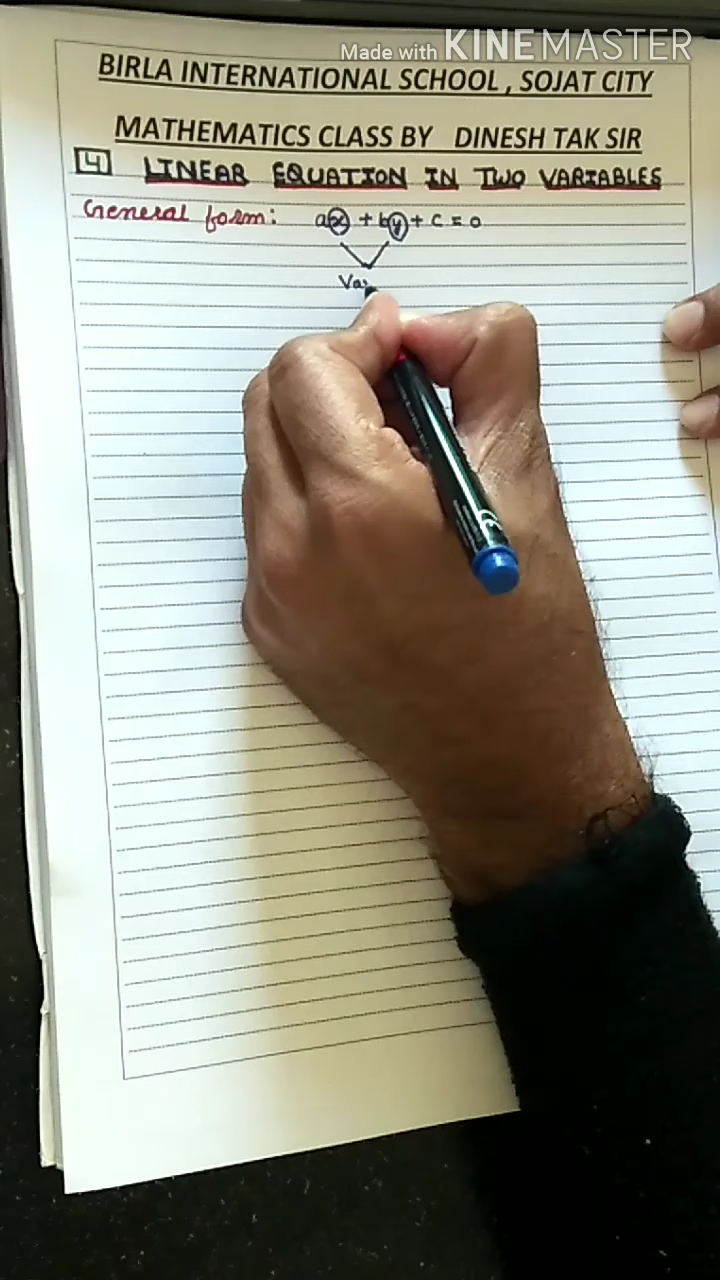 Made with KINEMASTER
BIRLA INTERNATIONAL SCHOOL , SOJAT CITY
MATHEMATICS CLASS BY DINESH TAK SIR
4 LINEAR EQUATION IN TWO VARIABLES
General form: ax + by + c = 0
Var